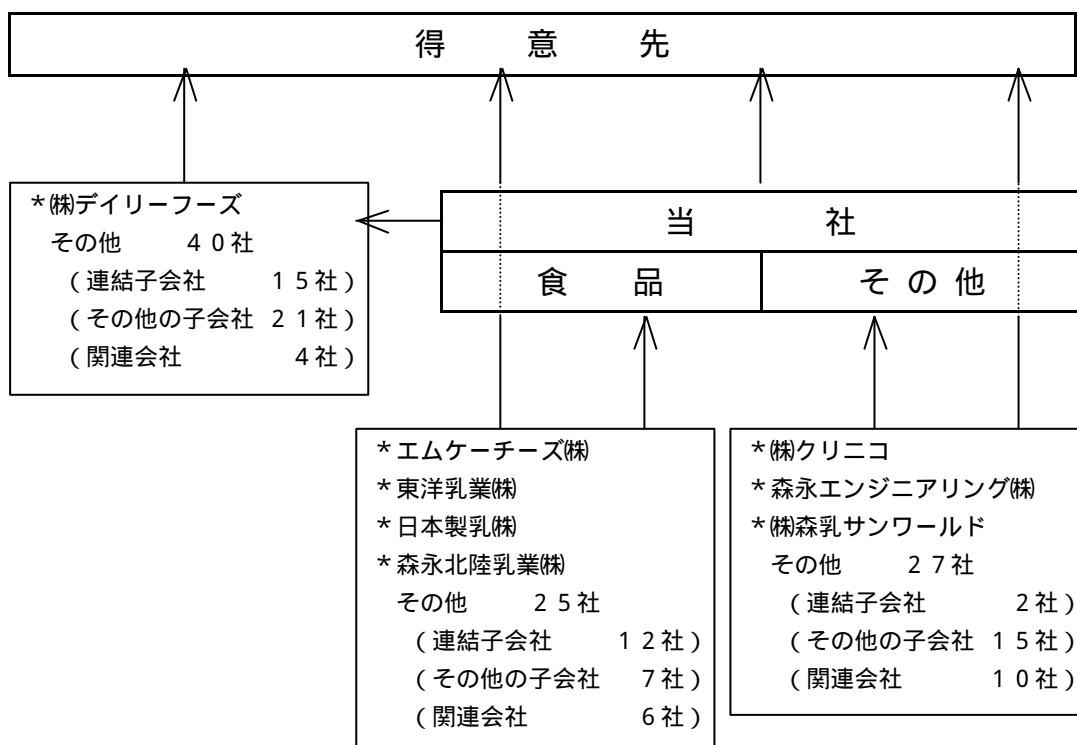 得 意 先
*㈱デイリーフーズ
その他 40社
(連結子会社 15社)
(その他の子会社 21社)
(関連会社 4社)
当 社
食 品
その他
*エムケーチーズ㈱
*東洋乳業㈱
*日本製乳㈱
*森永北陸乳業㈱
その他 25社
(連結子会社 12社)
(その他の子会社 7社)
(関連会社 6社)
*㈱クリニコ
*森永エンジニアリング㈱
*㈱森乳サンワールド
その他 27社
(連結子会社 2社)
(その他の子会社 15社)
(関連会社 10社)